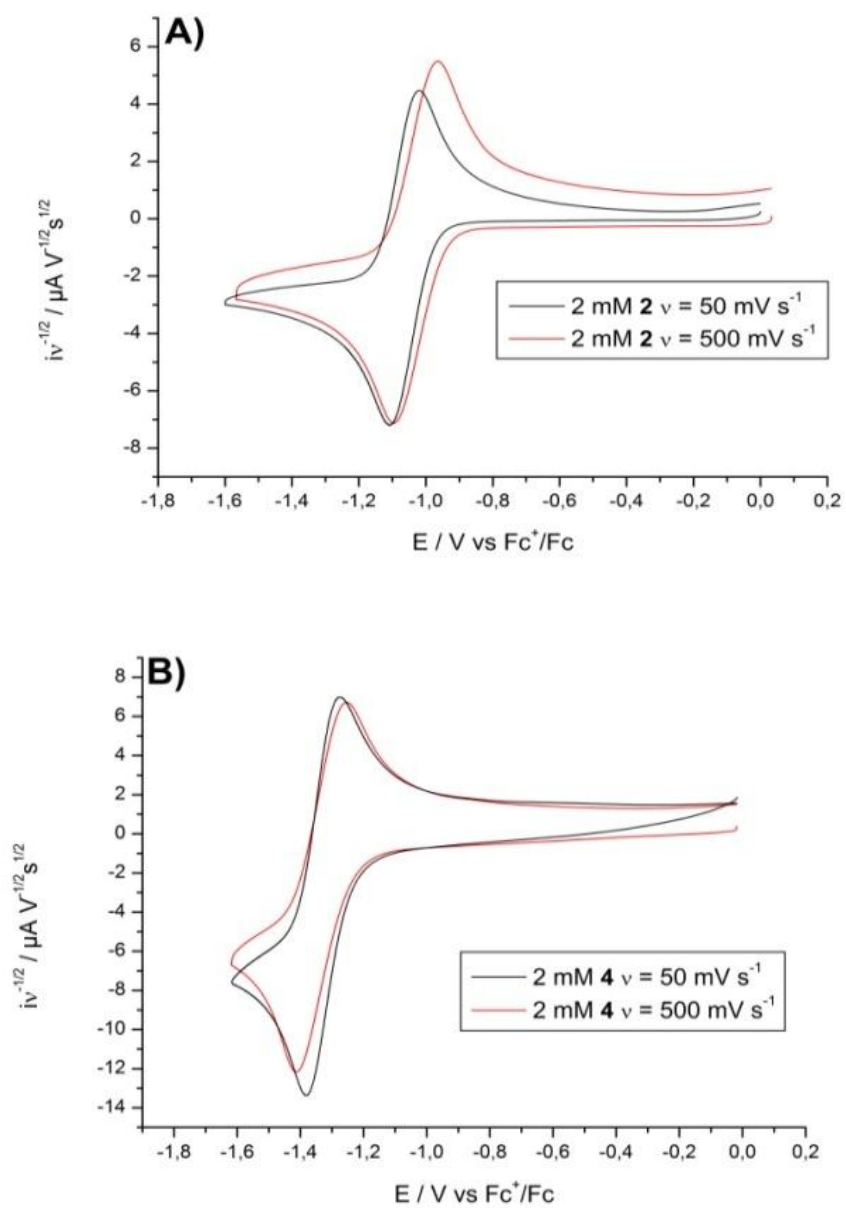 A)
6
4
2
0
-2
-4
-6
-8
iν-1/2 / µA V-1/2s1/2
2 mM 2 ν = 50 mV s-1
2 mM 2 ν = 500 mV s-1
-1,8 -1,6 -1,4 -1,2 -1,0 -0,8 -0,6 -0,4 -0,2 0,0 0,2
E / V vs Fc+/Fc
B)
8
6
4
2
0
-2
-4
-6
-8
-10
-12
-14
iν-1/2 / µA V-1/2s1/2
2 mM 4 ν = 50 mV s-1
2 mM 4 ν = 500 mV s-1
-1,8 -1,6 -1,4 -1,2 -1,0 -0,8 -0,6 -0,4 -0,2 0,0 0,2
E / V vs Fc+/Fc